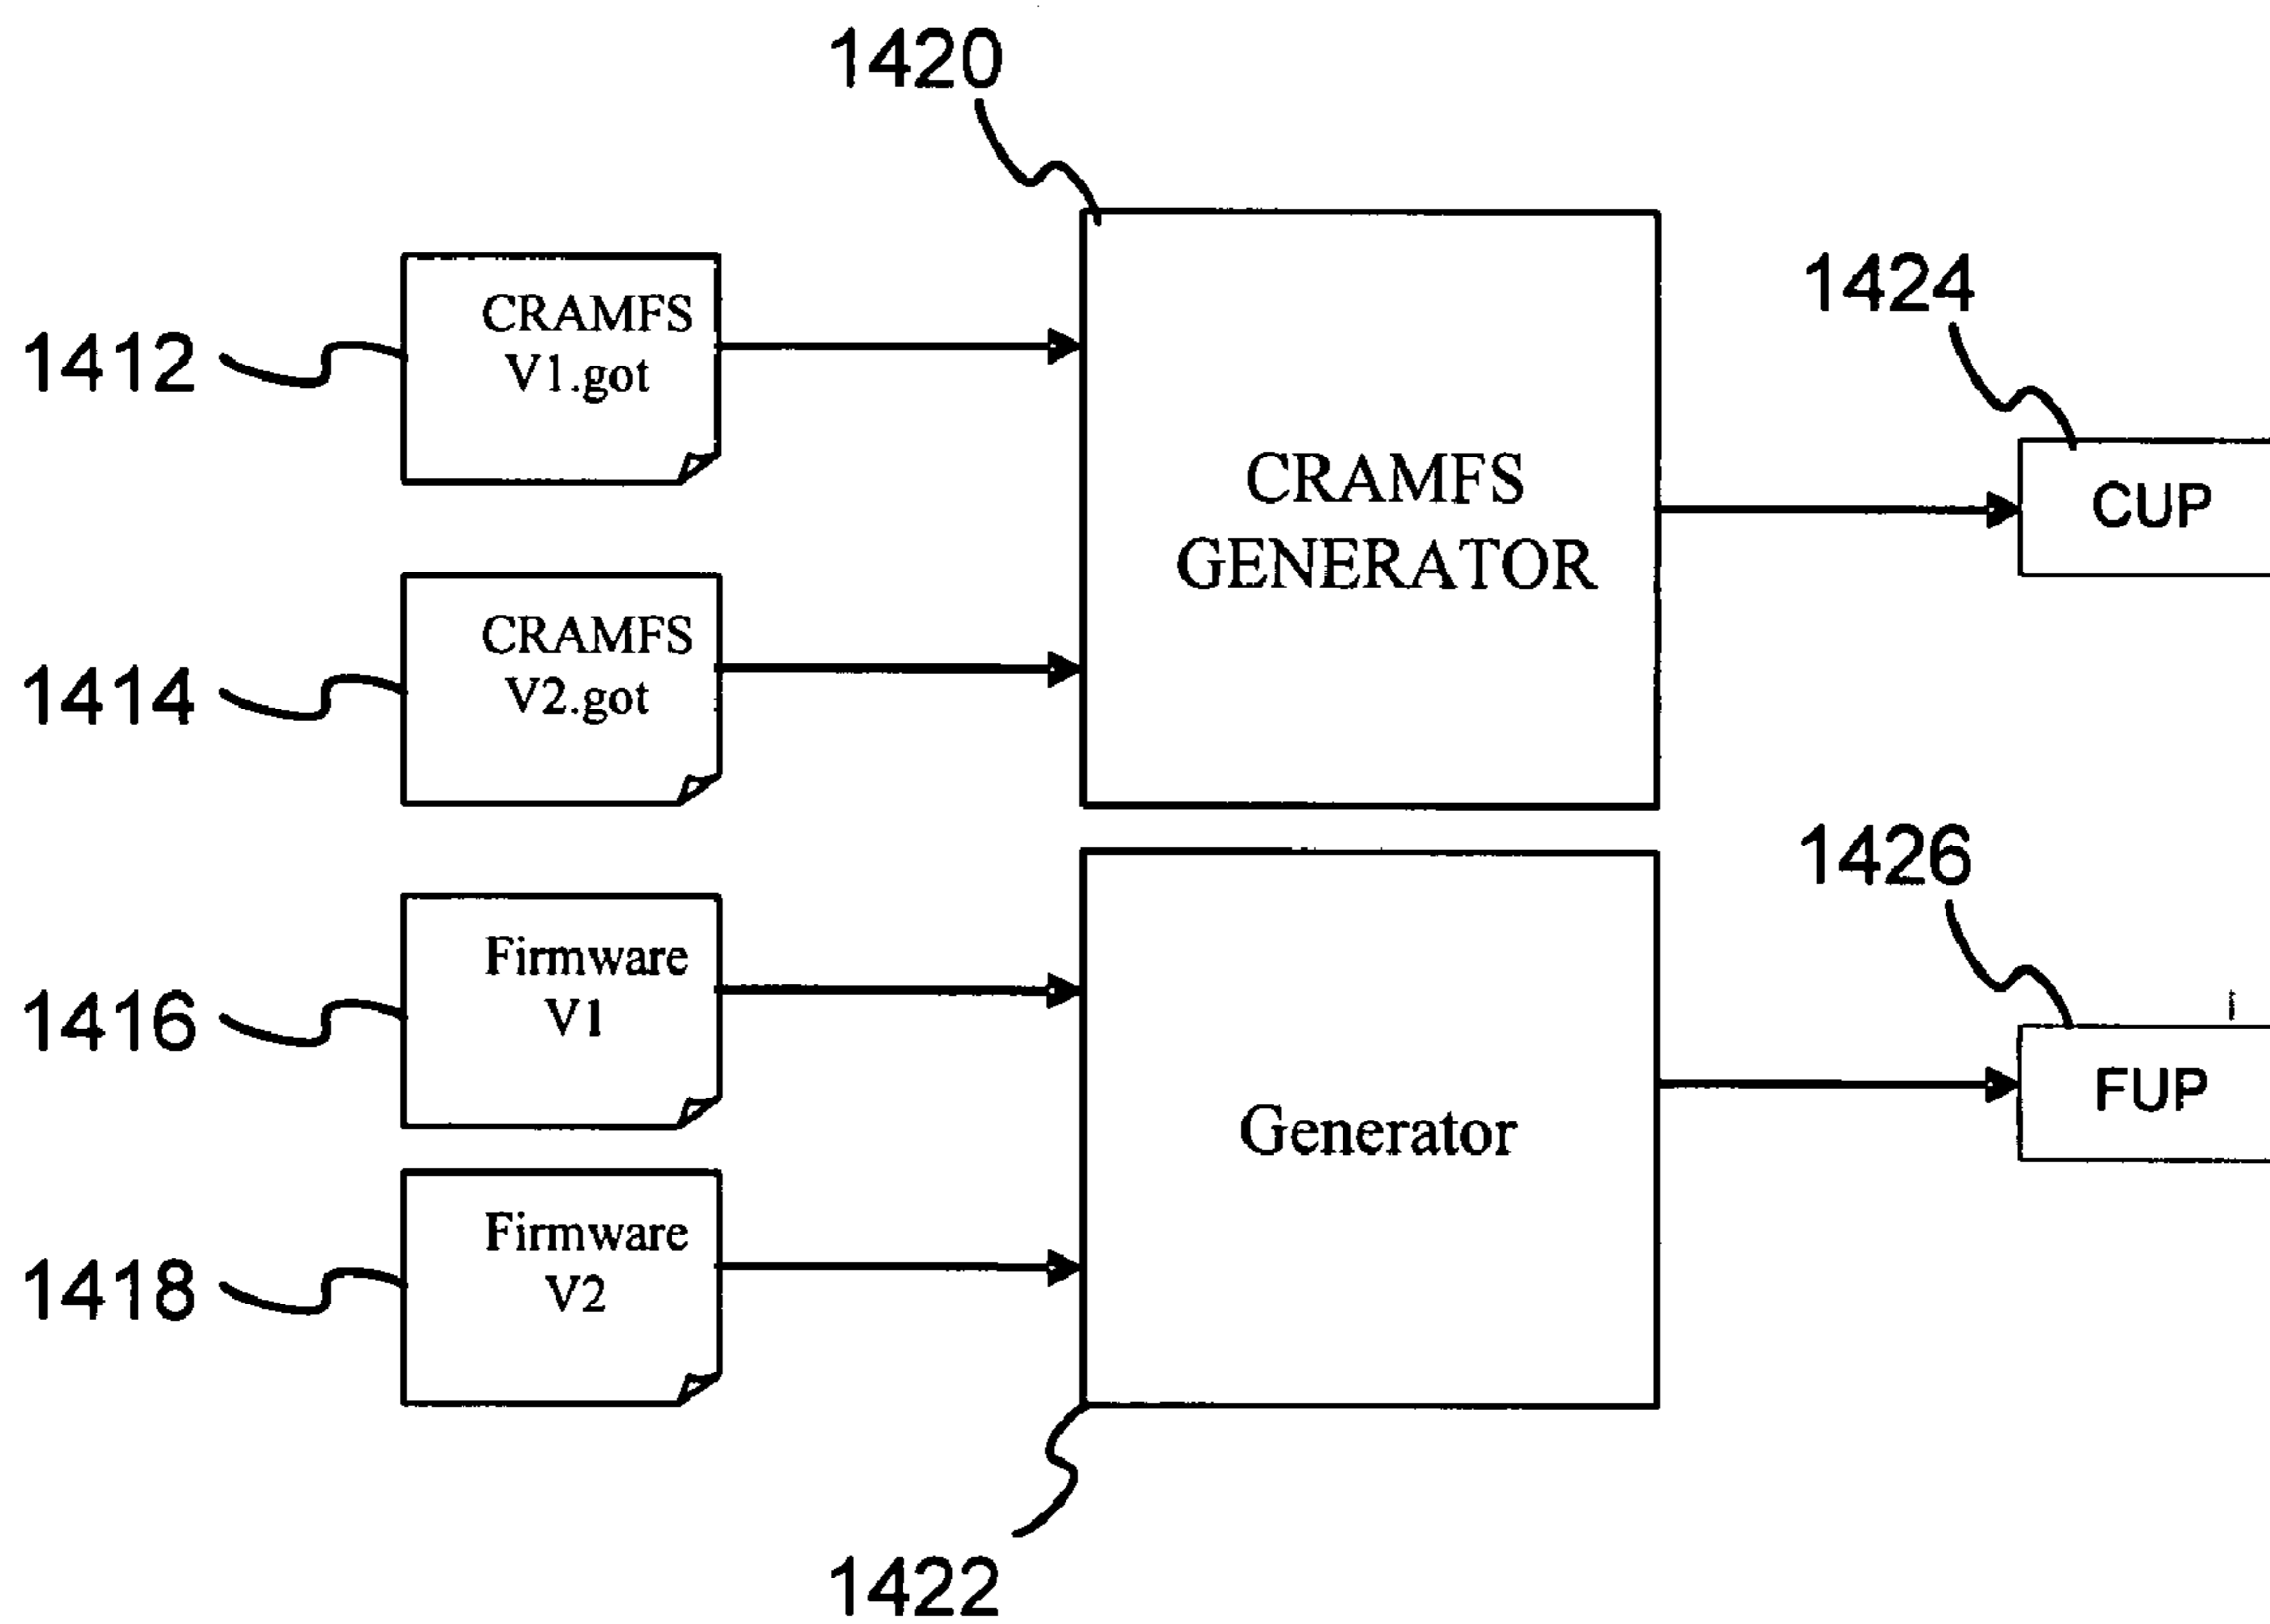 1420
CRAMFS
V1.got
1412
CRAMFS
GENERATOR
1424
CUP
CRAMFS
V2.got
1414
1426
Firmware
V1
1416
Generator
FUP
Firmware
V2
1418
1422